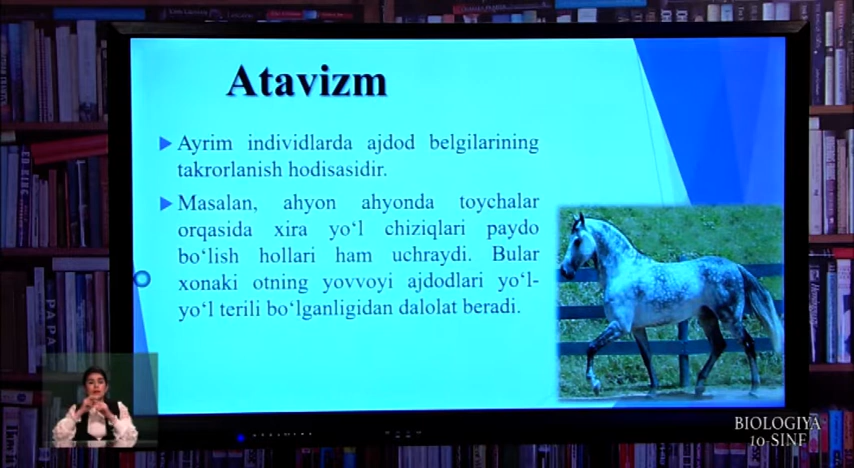 Atavizm
Ayrim individlarda ajdod belgilarining
takrorlanish hodisasidir.
Masalan, ahyon ahyonda toychalar
orqasida xira yo‘l chiziqlari paydo
bo‘lish hollari ham uchraydi. Bular
xonaki otning yovvoyi ajdodlari yo‘l-
yo‘l terili bo‘lganligidan dalolat beradi.
BIOLOGIYA
10-SINF